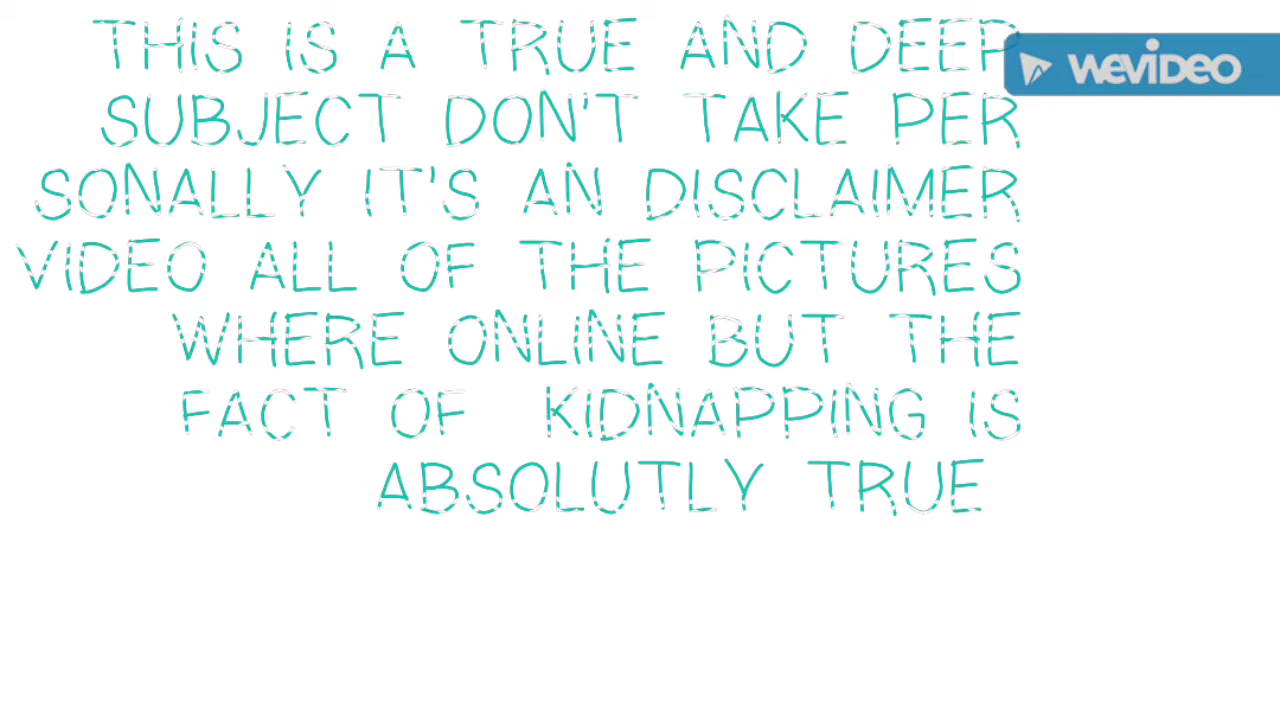 THIS IS A TRUE AND DEEP
WEVIDEO
SUBJECT DON'T TAKE PER
SONALLY IT'S AN DISCLAIMER
VIDEO ALL OF THE PICTURES
WHERE ONLINE BUT THE
FACT OF KIDNAPPING IS
ABSOLUTLY TRUE